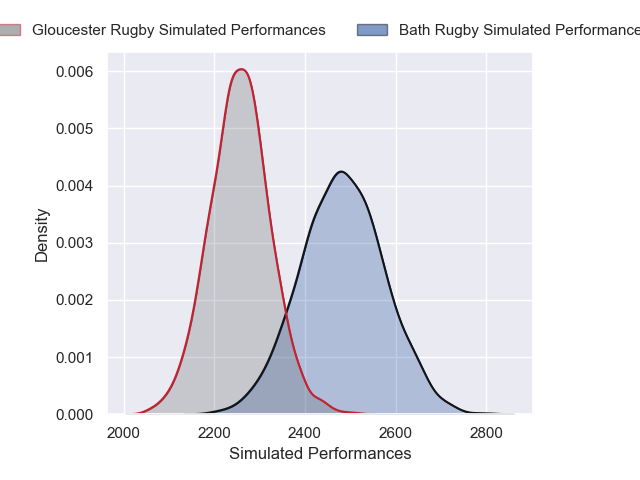 Gloucester Rugby Simulated Performances Bath Rugby Simulated Performance
0.006
0.005
0.004
0.003
0.002
0.001
0.000
Density
2000 2200 2400 2600 2800
Simulated Performances